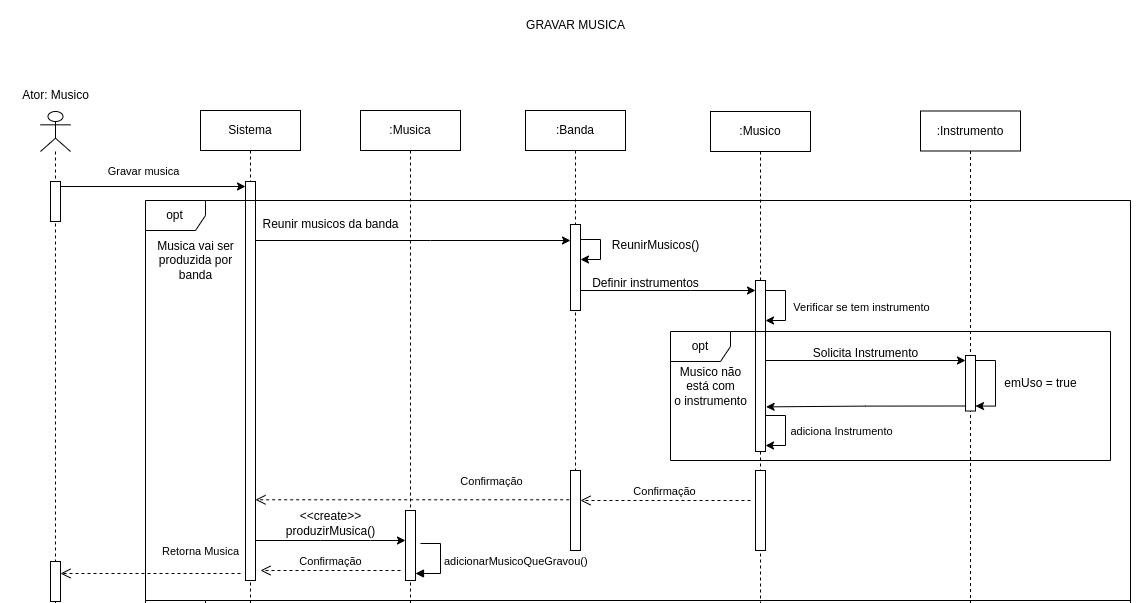 GRAVAR MUSICA
Ator: Musico
Sistema
:Musica
:Banda
:Musico
:Instrumento
Gravar musica
opt
Musica vai ser
produzida por
banda
Reunir musicos da banda
ReunirMusicos()
Definir instrumentos
Verificar se tem instrumento
opt
Musico não
está com
o instrumento
Solicita Instrumento
emUso = true
adiciona Instrumento
Confirmação
Confirmação
<<create>>
produzirMusica()
Retorna Musica
Confirmação
adicionarMusicoQueGravou()